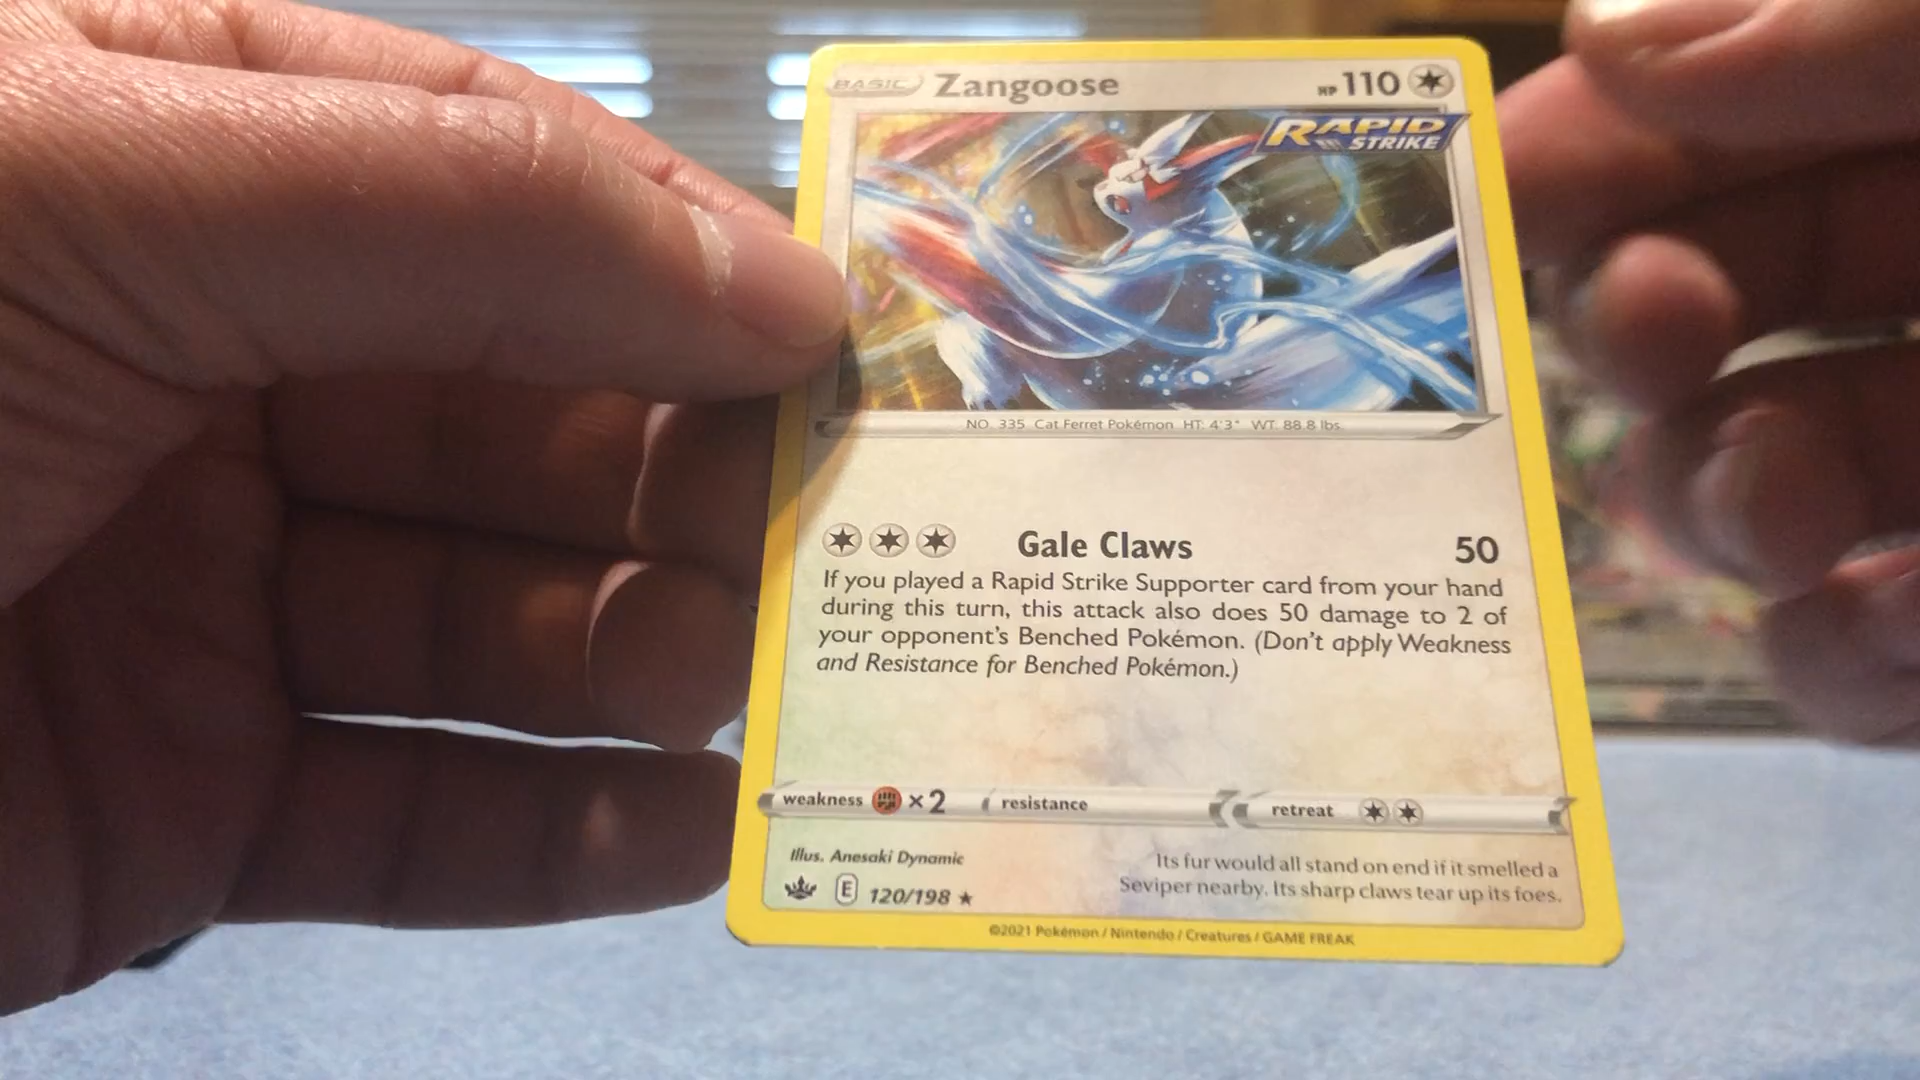 BASIC Zangoose HP 110
RAPID
STRIKE
NO. 335 Cat Ferret Pokémon HT: 4'3" WT: 88.8 lbs.
Gale Claws 50
If you played a Rapid Strike Supporter card from your hand
during this turn, this attack also does 50 damage to 2 of
your opponent's Benched Pokémon. (Don't apply Weakness
and Resistance for Benched Pokémon.)
weakness ×2 resistance retreat
Illus. Anesaki Dynamic
E 120/198 ★
Its fur would all stand on end if it smelled a
Seviper nearby. Its sharp claws tear up its foes.
©2021 Pokémon / Nintendo / Creatures / GAME FREAK